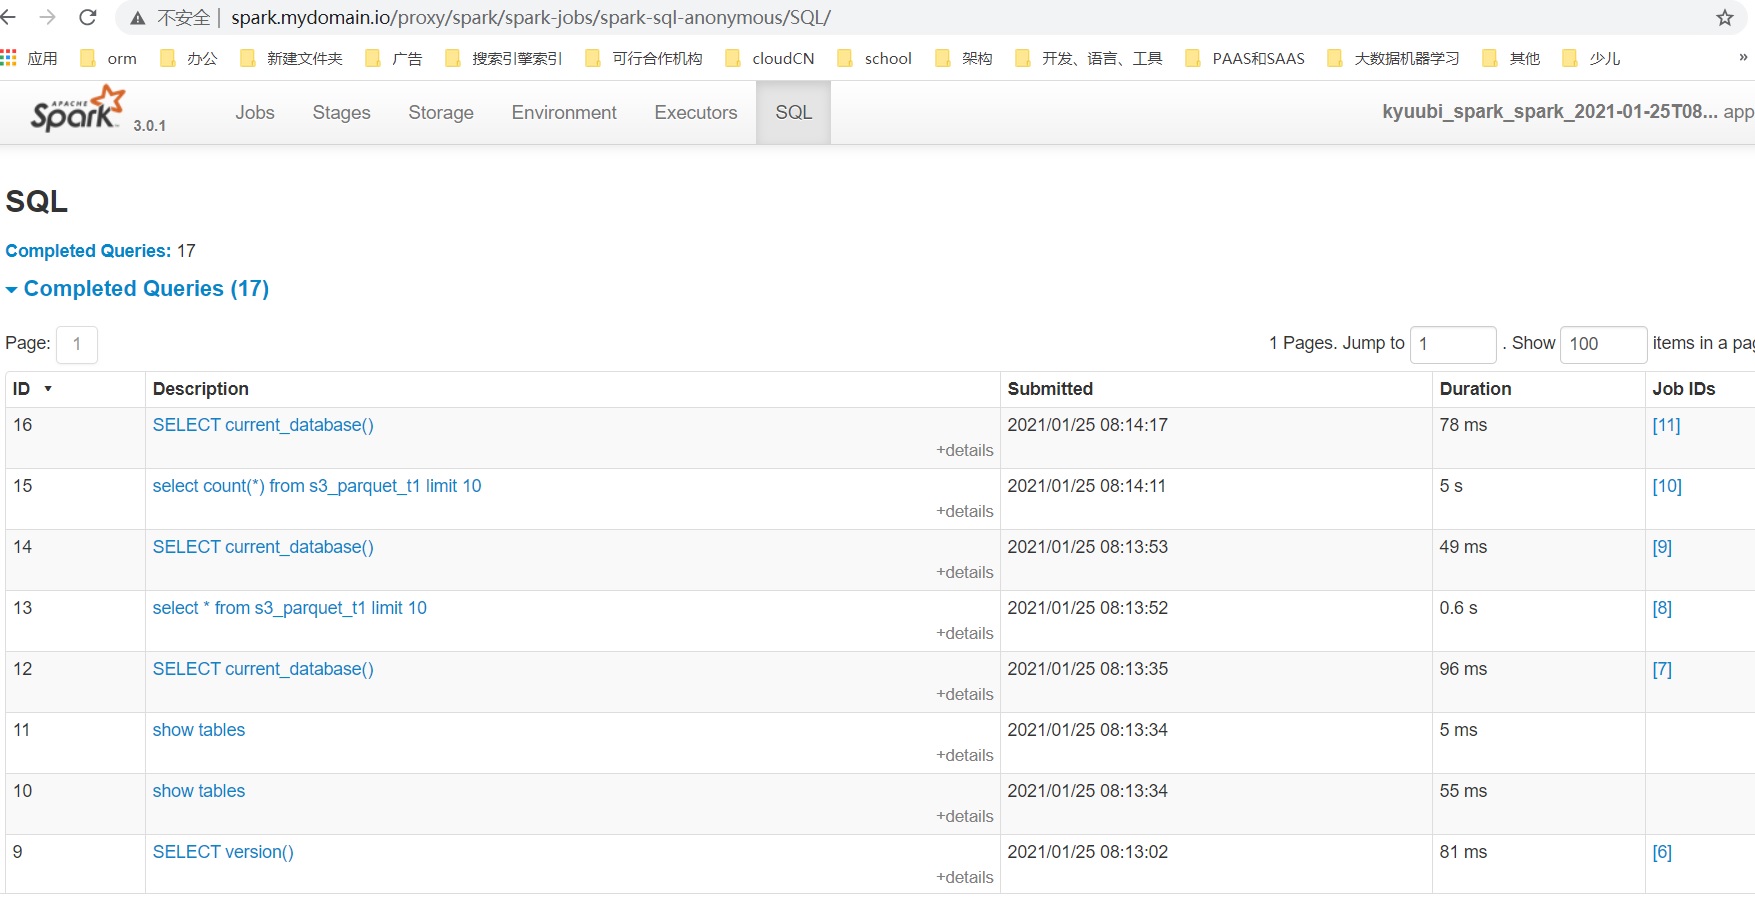 不安全 | spark.mydomain.io/proxy/spark/spark-jobs/spark-sql-anonymous/SQL/
应用 orm 办公 新建文件夹 广告 搜索引擎索引 可行合作机构 cloudCN school 架构 开发、语言、工具 PAAS和SAAS 大数据机器学习 其他 少儿 »
APACHE Spark 3.0.1 Jobs Stages Storage Environment Executors SQL kyuubi_spark_spark_2021-01-25T08... app
SQL
Completed Queries: 17
Completed Queries (17)
Page: 1 1 Pages. Jump to 1 . Show 100 items in a pag
ID Description Submitted Duration Job IDs
16 SELECT current_database() 2021/01/25 08:14:17 78 ms [11]
+details
15 select count(*) from s3_parquet_t1 limit 10 2021/01/25 08:14:11 5 s [10]
+details
14 SELECT current_database() 2021/01/25 08:13:53 49 ms [9]
+details
13 select * from s3_parquet_t1 limit 10 2021/01/25 08:13:52 0.6 s [8]
+details
12 SELECT current_database() 2021/01/25 08:13:35 96 ms [7]
+details
11 show tables 2021/01/25 08:13:34 5 ms
+details
10 show tables 2021/01/25 08:13:34 55 ms
+details
9 SELECT version() 2021/01/25 08:13:02 81 ms [6]
+details